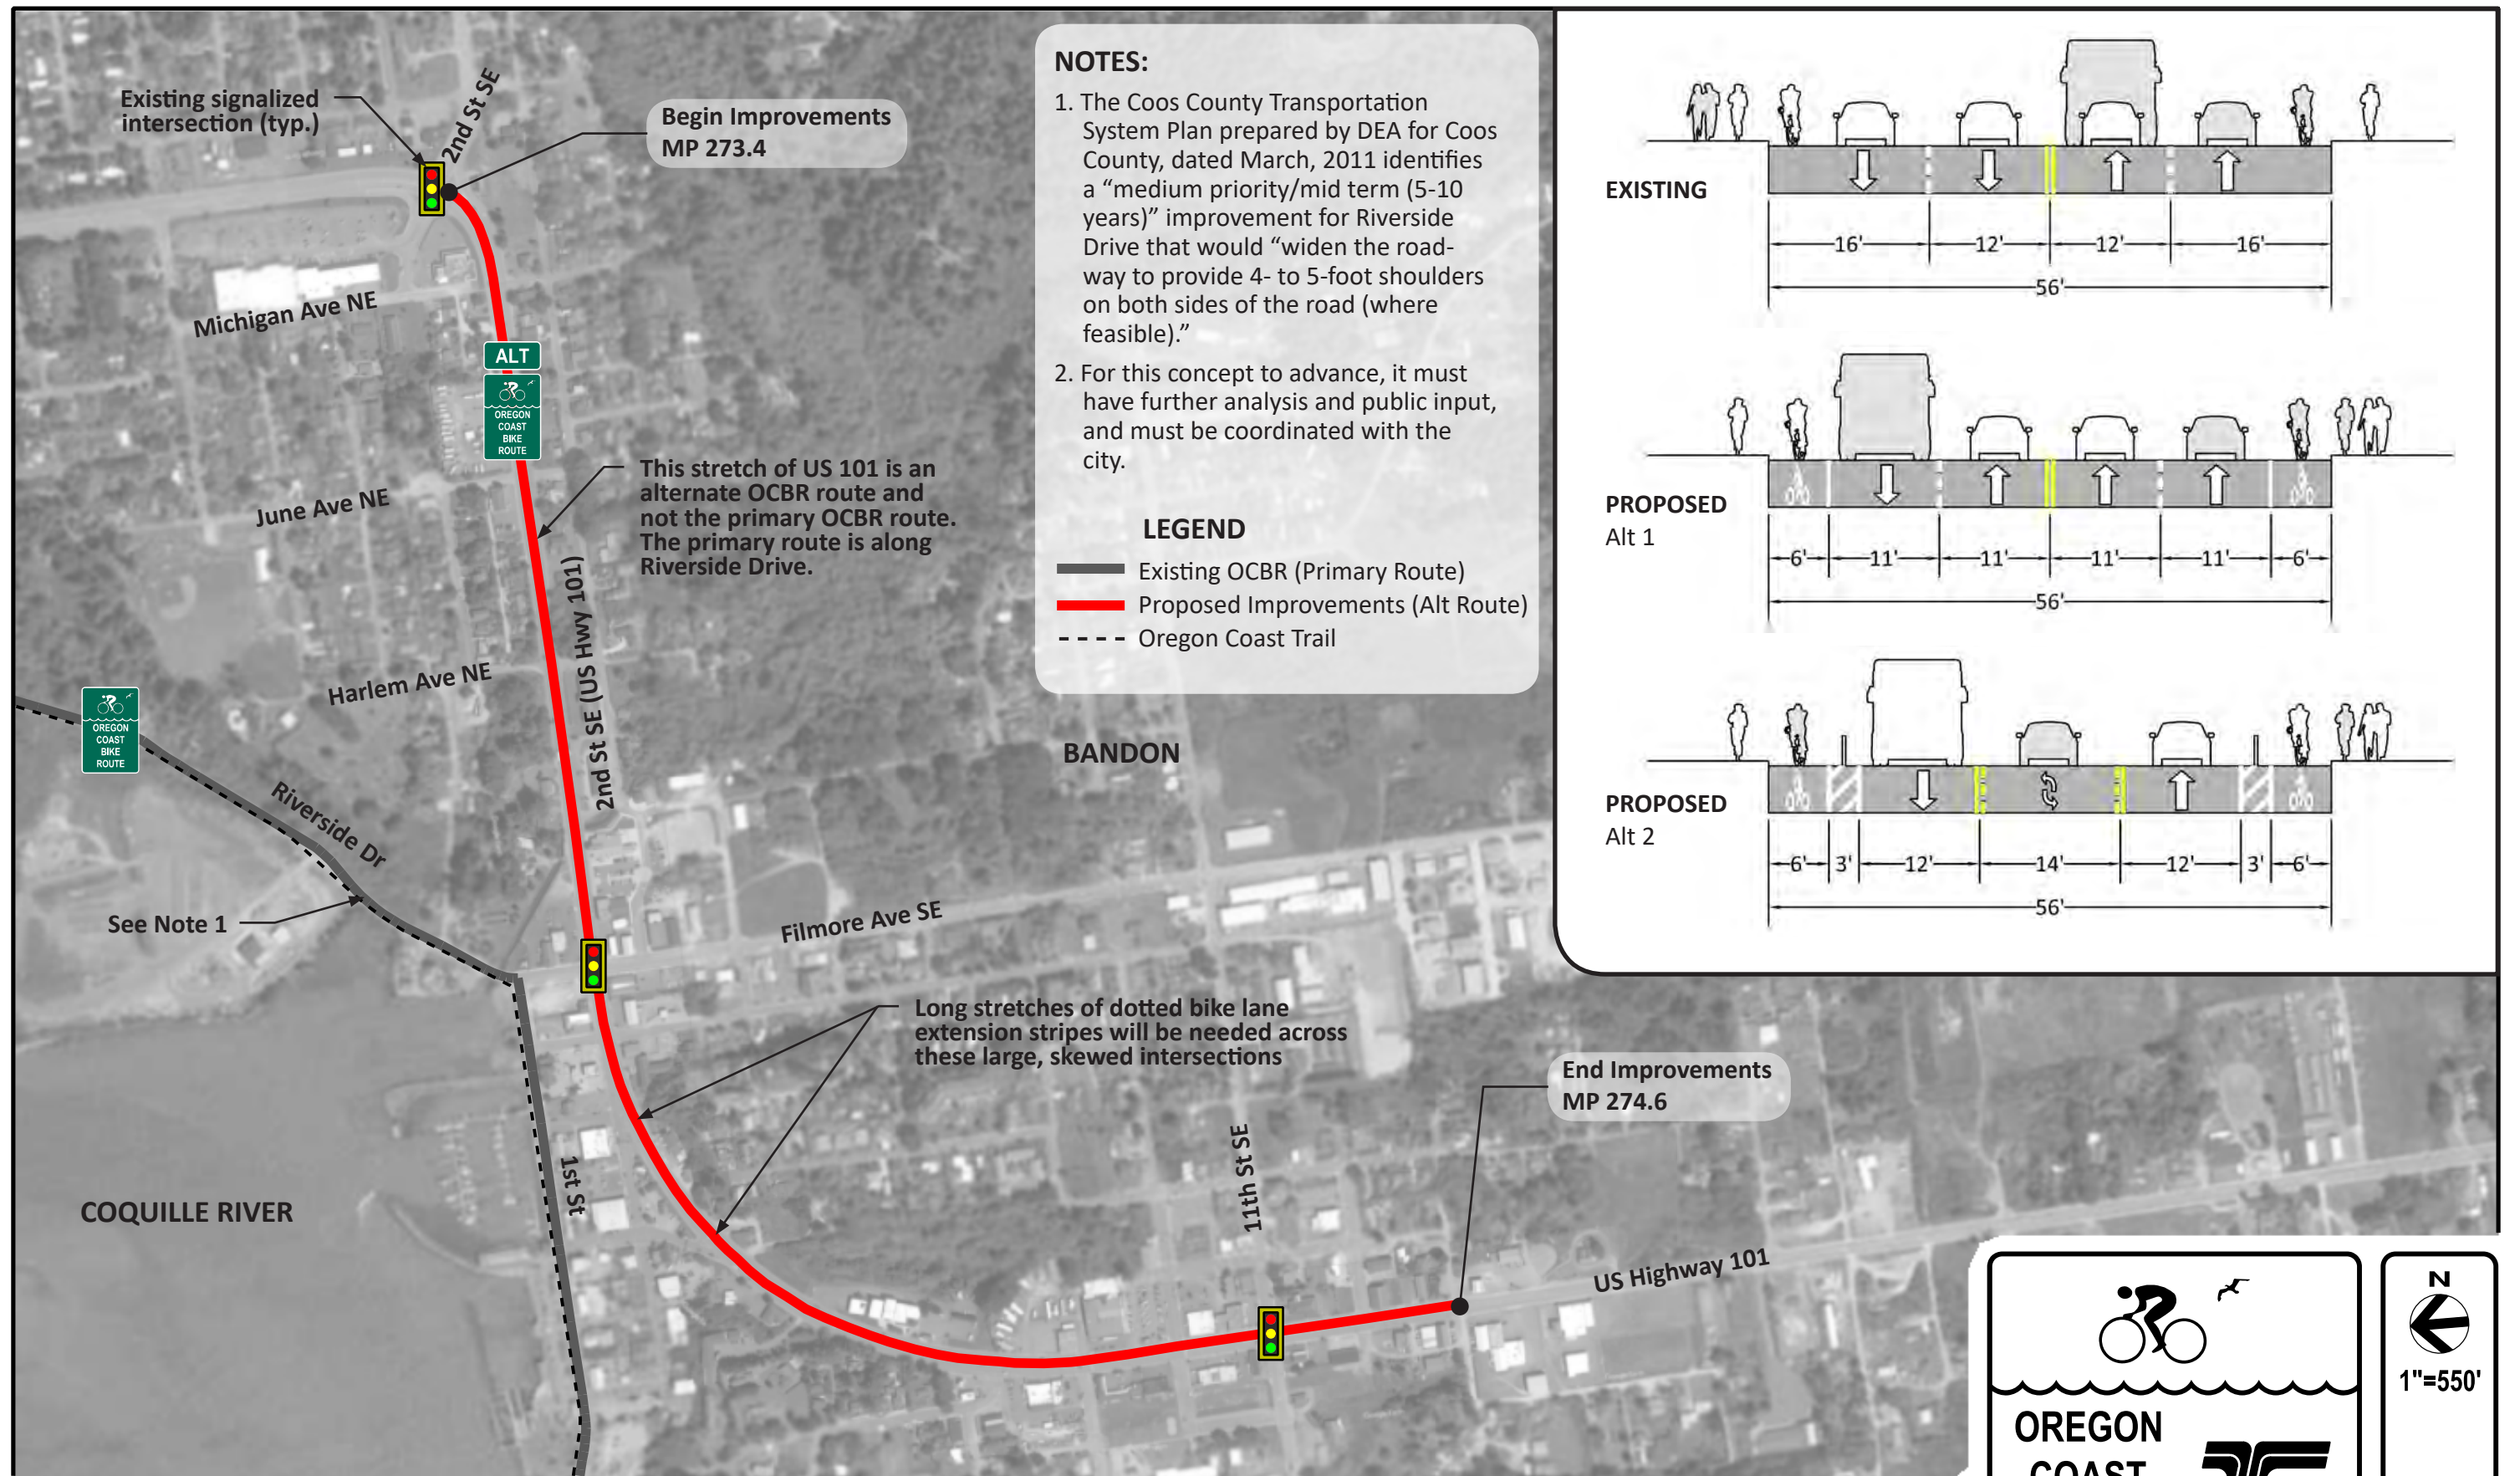 Existing signalized
intersection (typ.)
2nd St SE
Begin Improvements
MP 273.4
Michigan Ave NE
ALT
OREGON
COAST
BIKE
ROUTE
June Ave NE
This stretch of US 101 is an
alternate OCBR route and
not the primary OCBR route.
The primary route is along
Riverside Drive.
2nd St SE (US Hwy 101)
Harlem Ave NE
OREGON
COAST
BIKE
ROUTE
Riverside Dr
See Note 1
BANDON
Filmore Ave SE
Long stretches of dotted bike lane
extension stripes will be needed across
these large, skewed intersections
End Improvements
MP 274.6
11th St SE
1st St
COQUILLE RIVER
US Highway 101
NOTES:
1. The Coos County Transportation
System Plan prepared by DEA for Coos
County, dated March, 2011 identifies
a “medium priority/mid term (5-10
years)” improvement for Riverside
Drive that would “widen the road-
way to provide 4- to 5-foot shoulders
on both sides of the road (where
feasible).”
2. For this concept to advance, it must
have further analysis and public input,
and must be coordinated with the
city.
LEGEND
Existing OCBR (Primary Route)
Proposed Improvements (Alt Route)
Oregon Coast Trail
EXISTING
16' 12' 12' 16'
56'
PROPOSED
Alt 1
6' 11' 11' 11' 11' 6'
56'
PROPOSED
Alt 2
6' 3' 12' 14' 12' 3' 6'
56'
N
1"=550'
OREGON
COAST